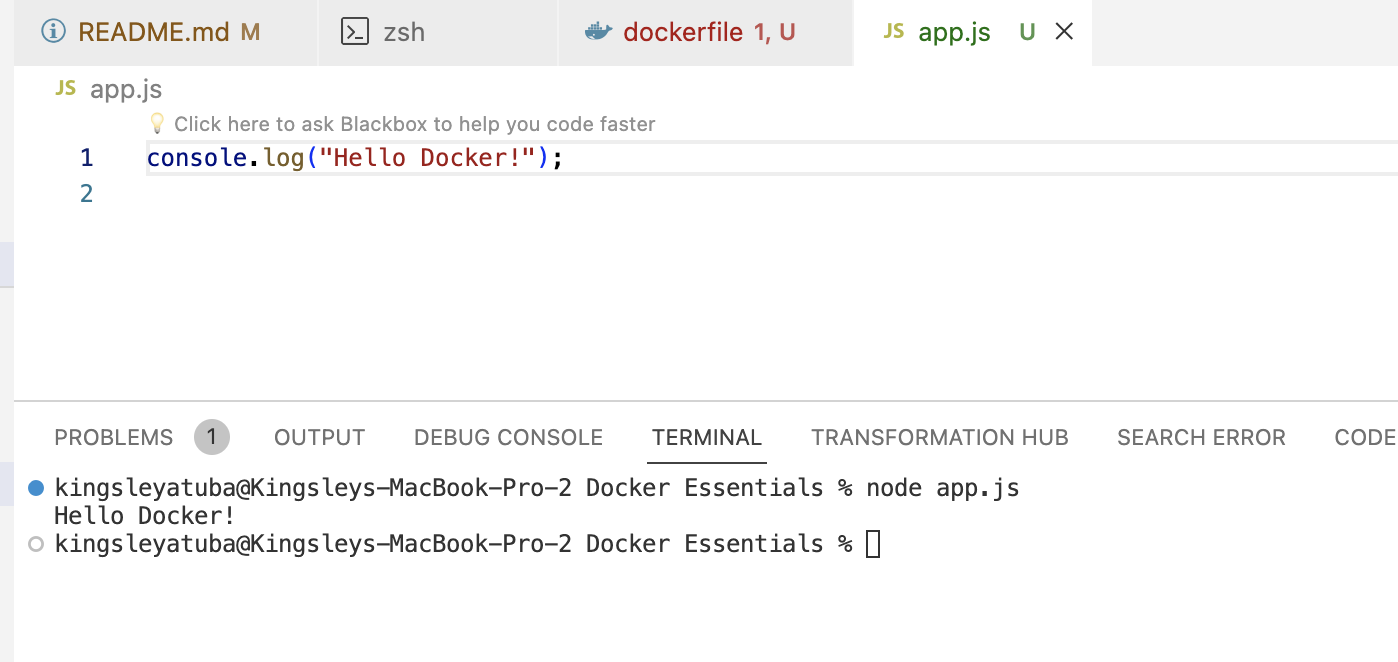 README.md M
zsh
dockerfile 1, U
JS app.js U
JS app.js
Click here to ask Blackbox to help you code faster
1 console.log("Hello Docker!");
2
PROBLEMS 1 OUTPUT DEBUG CONSOLE TERMINAL TRANSFORMATION HUB SEARCH ERROR CODE
kingsleyatuba@Kingsleys-MacBook-Pro-2 Docker Essentials % node app.js
Hello Docker!
kingsleyatuba@Kingsleys-MacBook-Pro-2 Docker Essentials %